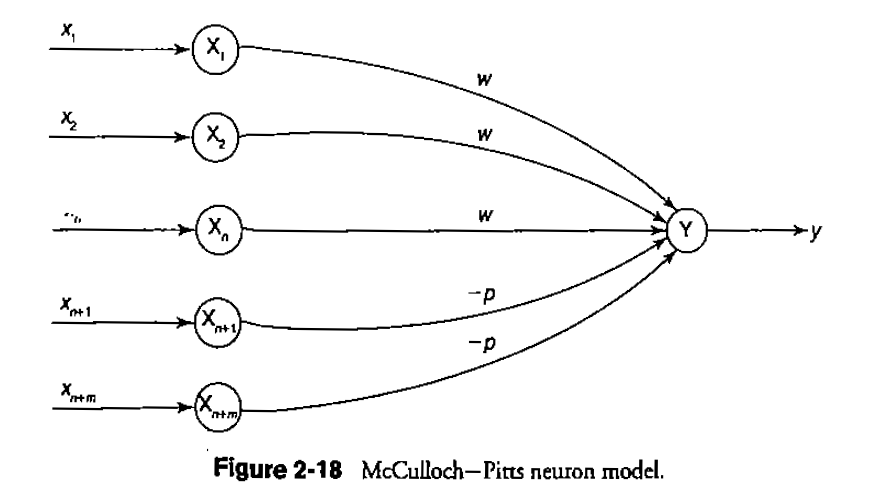 x₁
X₁
w
x₂
X₂
w
Xₙ
w
Y
y
xₙ₊₁
Xₙ₊₁
−p
−p
xₙ₊ₘ
Xₙ₊ₘ
Figure 2-18 McCulloch–Pitts neuron model.